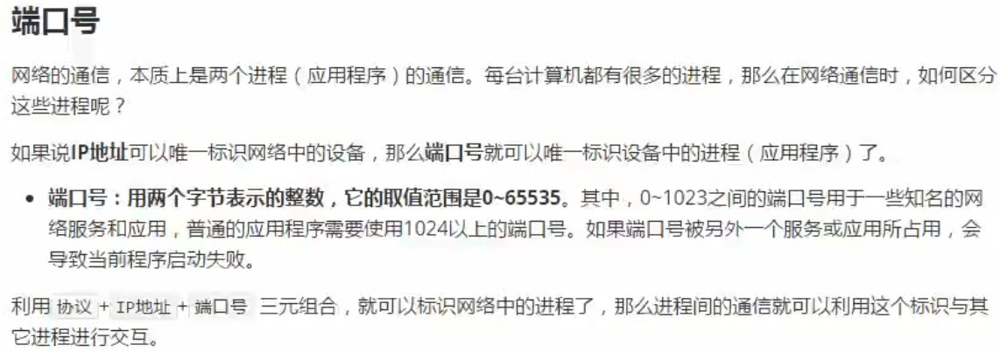 端口号
网络的通信，本质上是两个进程（应用程序）的通信。每台计算机都有很多的进程，那么在网络通信时，如何区分
这些进程呢？
如果说IP地址可以唯一标识网络中的设备，那么端口号就可以唯一标识设备中的进程（应用程序）了。
• 端口号：用两个字节表示的整数，它的取值范围是0~65535。其中，0~1023之间的端口号用于一些知名的网
络服务和应用，普通的应用程序需要使用1024以上的端口号。如果端口号被另外一个服务或应用所占用，会
导致当前程序启动失败。
利用 协议 + IP地址 + 端口号 三元组合，就可以标识网络中的进程了，那么进程间的通信就可以利用这个标识与其
它进程进行交互。